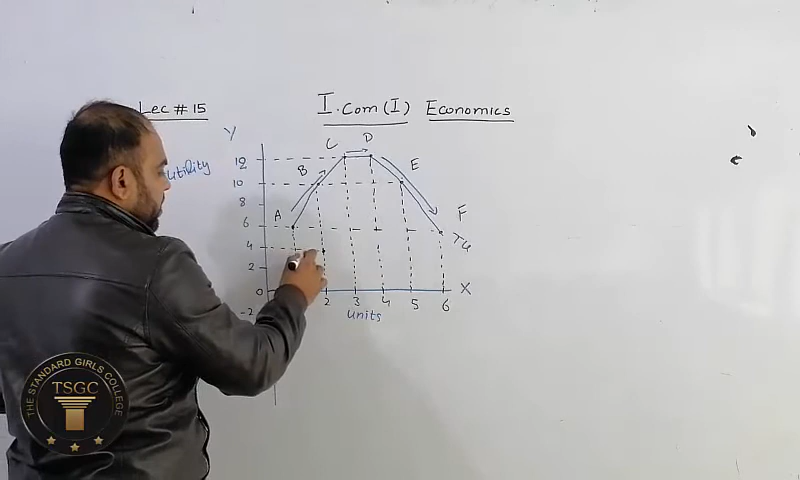 Lec # 15
I.Com (I) Economics
Y
Utility
12
10
8
6
4
2
0
-2
A
B
C
D
E
F
TU
2 3 4 5 6
X
Units
THE STANDARD GIRLS COLLEGE
TSGC